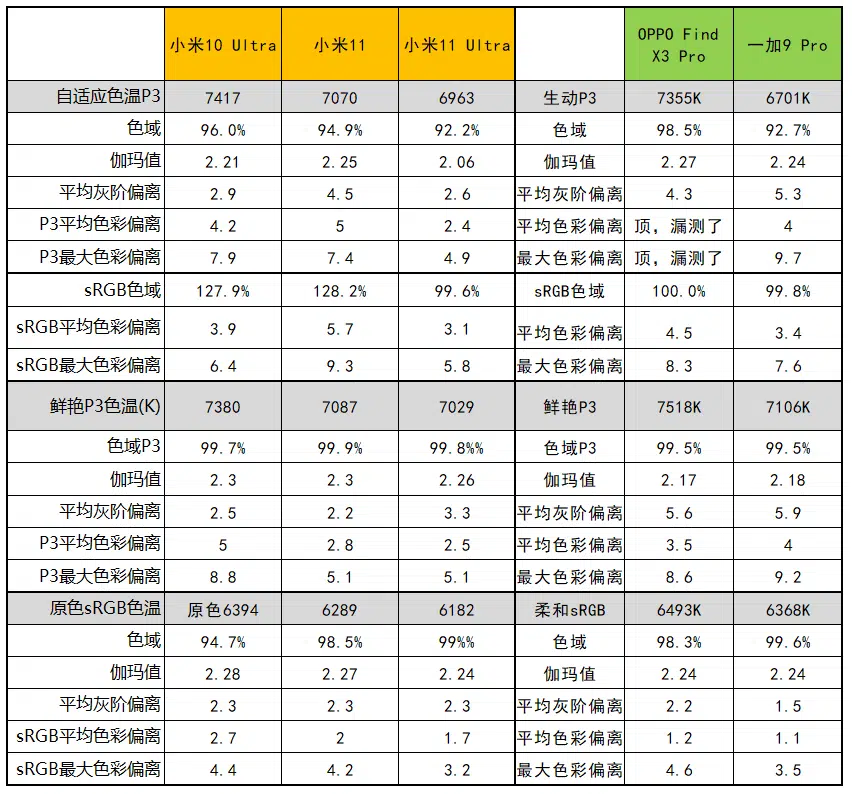 小米10 Ultra 小米11 小米11 Ultra OPPO Find X3 Pro 一加9 Pro
自适应色温P3 7417 7070 6963 生动P3 7355K 6701K
色域 96.0% 94.9% 92.2% 色域 98.5% 92.7%
伽玛值 2.21 2.25 2.06 伽玛值 2.27 2.24
平均灰阶偏离 2.9 4.5 2.6 平均灰阶偏离 4.3 5.3
P3平均色彩偏离 4.2 5 2.4 平均色彩偏离 顶，漏测了 4
P3最大色彩偏离 7.9 7.4 4.9 最大色彩偏离 顶，漏测了 9.7
sRGB色域 127.9% 128.2% 99.6% sRGB色域 100.0% 99.8%
sRGB平均色彩偏离 3.9 5.7 3.1 平均色彩偏离 4.5 3.4
sRGB最大色彩偏离 6.4 9.3 5.8 最大色彩偏离 8.3 7.6
鲜艳P3色温(K) 7380 7087 7029 鲜艳P3 7518K 7106K
色域P3 99.7% 99.9% 99.8%% 色域P3 99.5% 99.5%
伽玛值 2.3 2.3 2.26 伽玛值 2.17 2.18
平均灰阶偏离 2.5 2.2 3.3 平均灰阶偏离 5.6 5.9
P3平均色彩偏离 5 2.8 2.5 平均色彩偏离 3.5 4
P3最大色彩偏离 8.8 5.1 5.1 最大色彩偏离 8.6 9.2
原色sRGB色温 原色6394 6289 6182 柔和sRGB 6493K 6368K
色域 94.7% 98.5% 99%% 色域 98.3% 99.6%
伽玛值 2.28 2.27 2.24 伽玛值 2.24 2.24
平均灰阶偏离 2.3 2.3 2.3 平均灰阶偏离 2.2 1.5
sRGB平均色彩偏离 2.7 2 1.7 平均色彩偏离 1.2 1.1
sRGB最大色彩偏离 4.4 4.2 3.2 最大色彩偏离 4.6 3.5